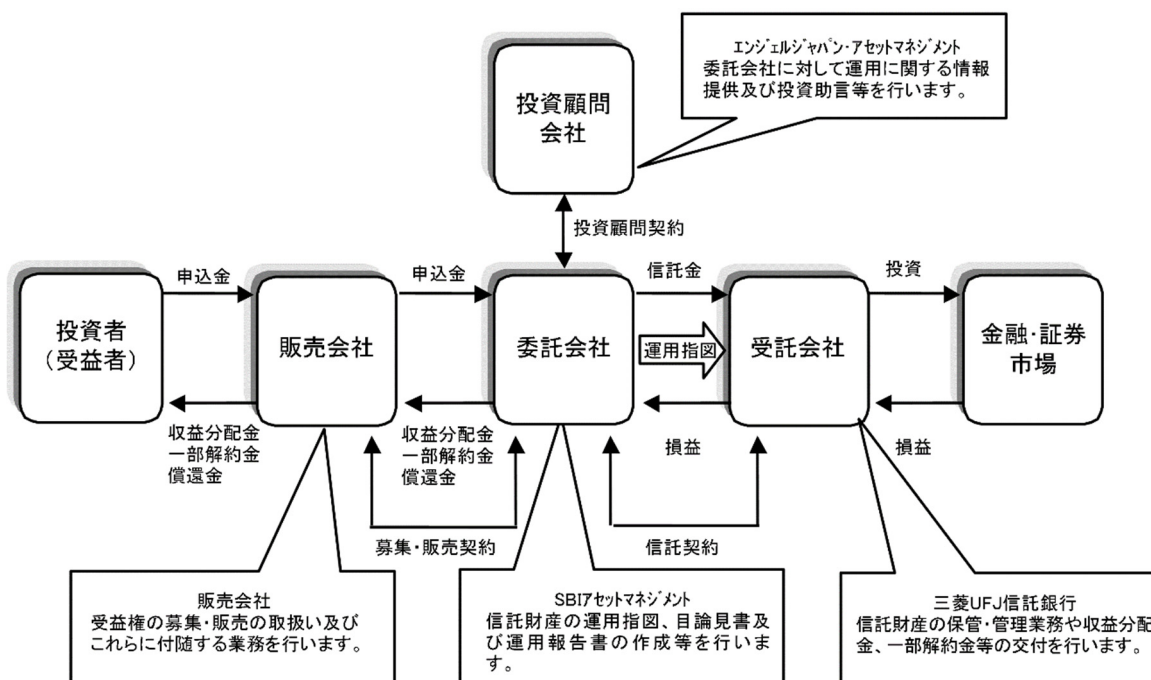 エンジェルジャパン・アセットマネジメント
委託会社に対して運用に関する情報
提供及び投資助言等を行います。
投資顧問
会社
投資顧問契約
申込金
申込金
信託金
投資
投資者
（受益者）
販売会社
委託会社
運用指図
受託会社
金融・証券
市場
収益分配金
一部解約金
償還金
収益分配金
一部解約金
償還金
損益
損益
募集・販売契約
信託契約
販売会社
受益権の募集・販売の取扱い及び
これらに付随する業務を行います。
SBIアセットマネジメント
信託財産の運用指図、目論見書及
び運用報告書の作成等を行いま
す。
三菱UFJ信託銀行
信託財産の保管・管理業務や収益分配
金、一部解約金等の交付を行います。